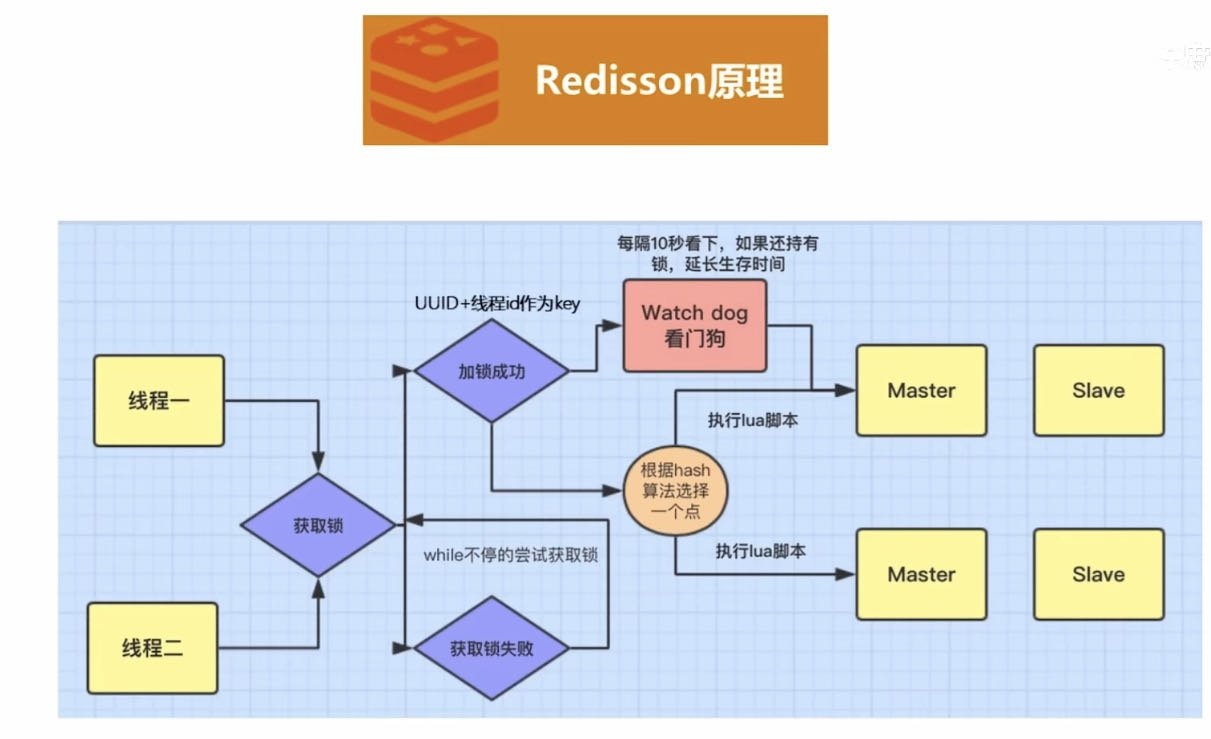 Redisson原理
每隔10秒看下，如果还持有
锁，延长生存时间
UUID+线程id作为key
Watch dog
看门狗
加锁成功
线程一
Master
Slave
执行lua脚本
根据hash
算法选择
一个点
获取锁
while不停的尝试获取锁
执行lua脚本
Master
Slave
线程二
获取锁失败